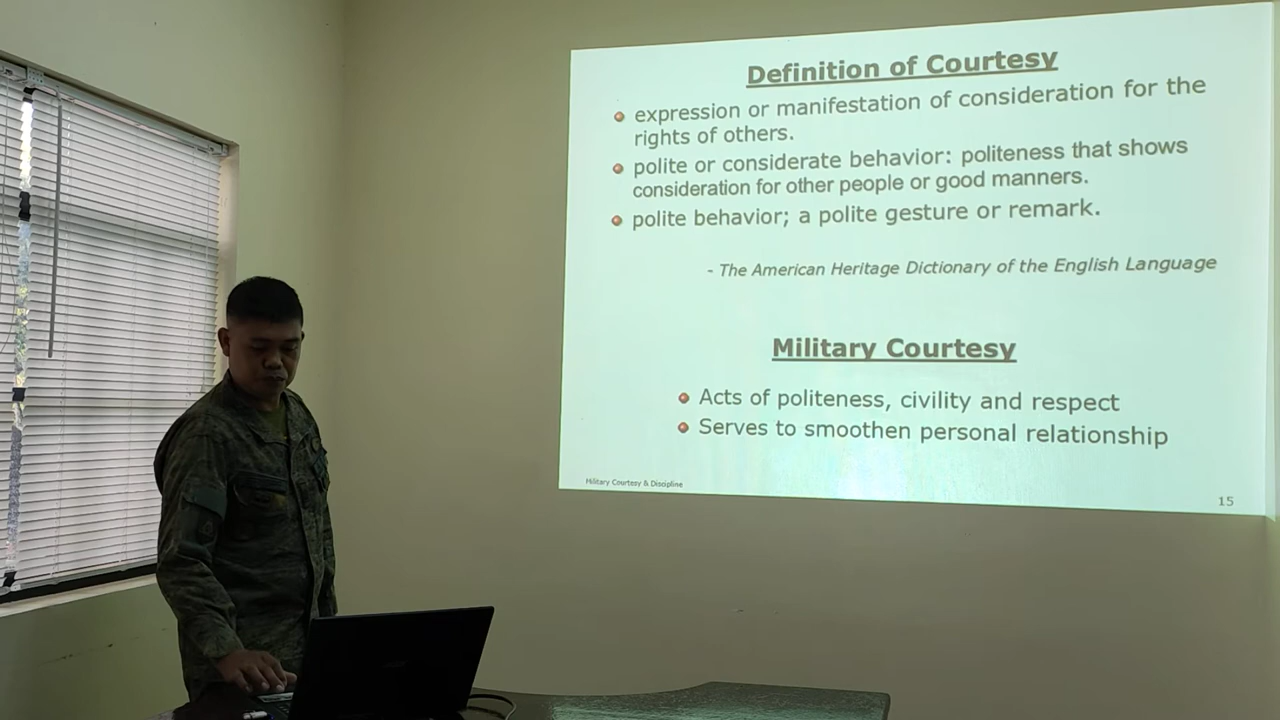 Definition of Courtesy
expression or manifestation of consideration for the
rights of others.
polite or considerate behavior: politeness that shows
consideration for other people or good manners.
polite behavior; a polite gesture or remark.
- The American Heritage Dictionary of the English Language
Military Courtesy
Acts of politeness, civility and respect
Serves to smoothen personal relationship
Military Courtesy & Discipline
15